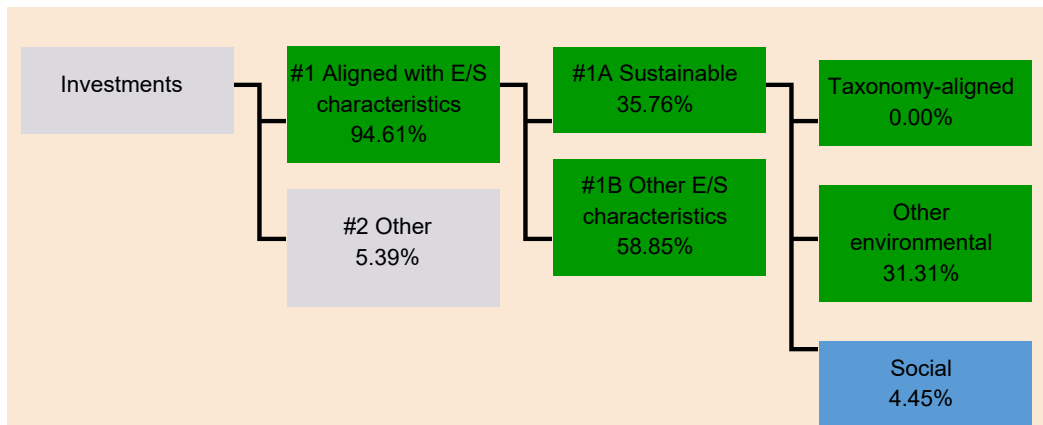 Investments
#1 Aligned with E/S
characteristics
94.61%
#2 Other
5.39%
#1A Sustainable
35.76%
#1B Other E/S
characteristics
58.85%
Taxonomy-aligned
0.00%
Other
environmental
31.31%
Social
4.45%